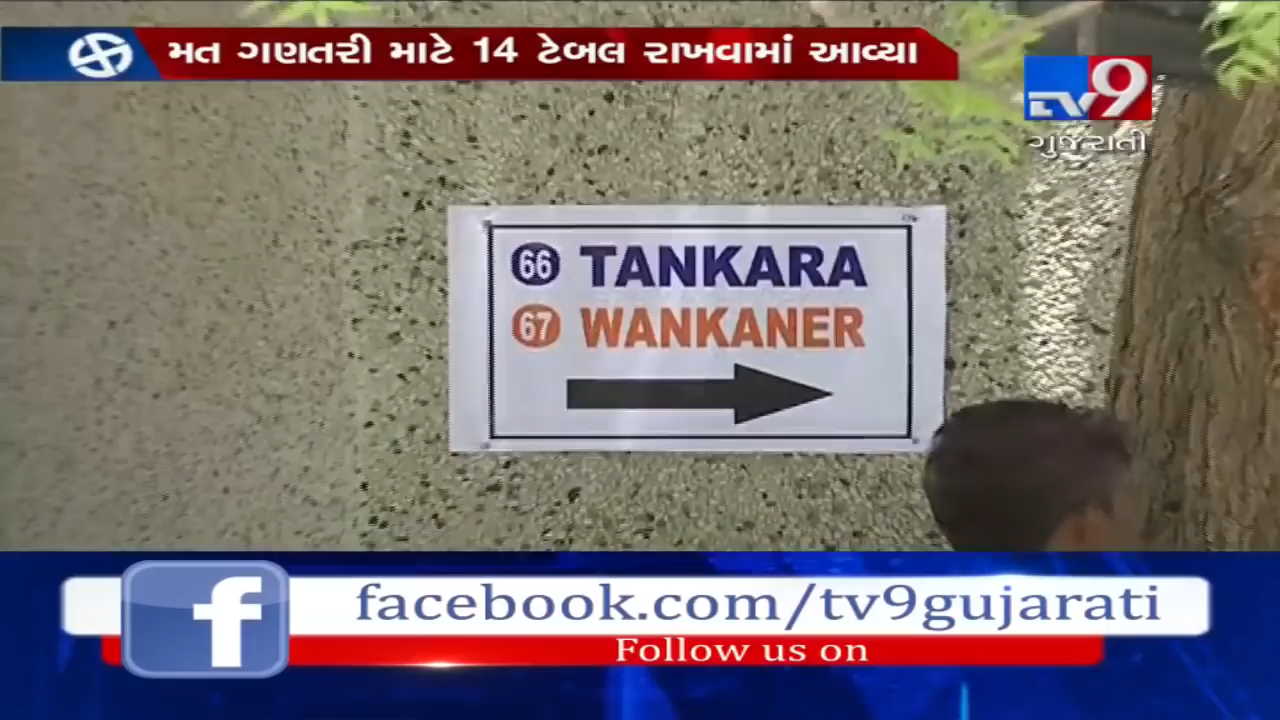 મત ગણતરી માટે 14 ટેબલ રાખવામાં આવ્યા
TV9
ગુજરાતી
66 TANKARA
67 WANKANER
f facebook.com/tv9gujarati
Follow us on